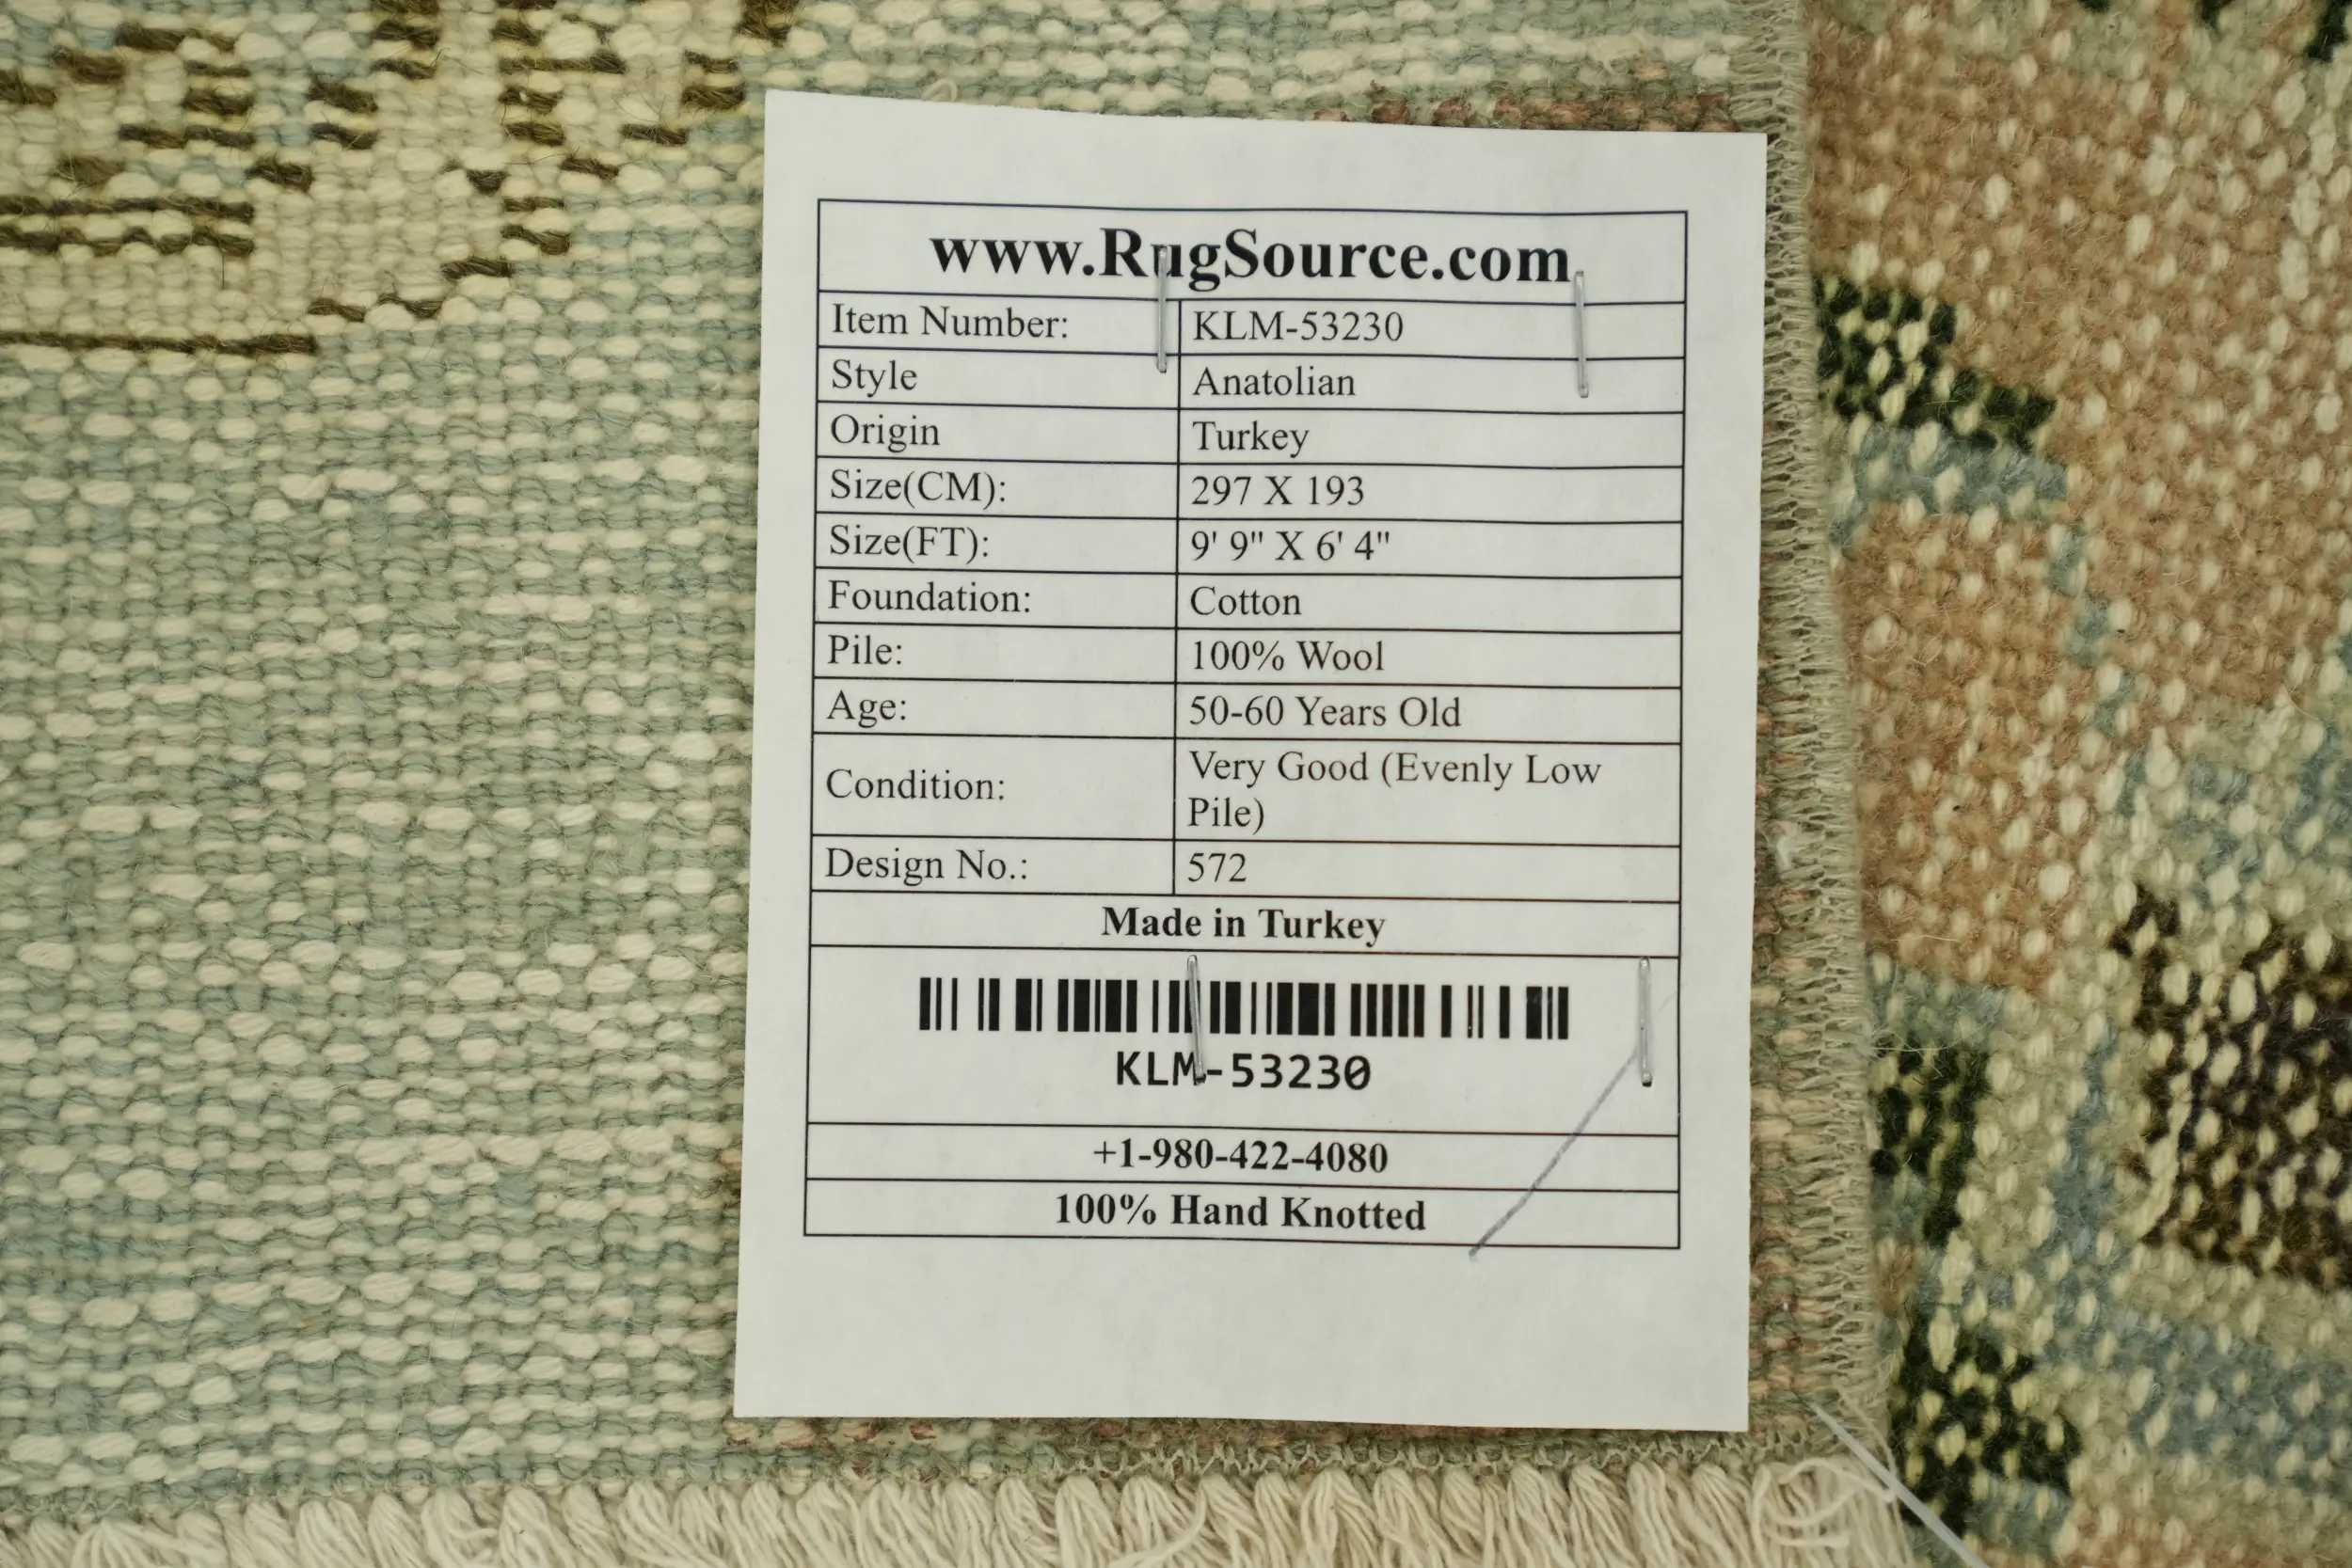 www.RugSource.com
Item Number: KLM-53230
Style Anatolian
Origin Turkey
Size(CM): 297 X 193
Size(FT): 9' 9" X 6' 4"
Foundation: Cotton
Pile: 100% Wool
Age: 50-60 Years Old
Condition: Very Good (Evenly Low
Pile)
Design No.: 572
Made in Turkey
KLM-53230
+1-980-422-4080
100% Hand Knotted